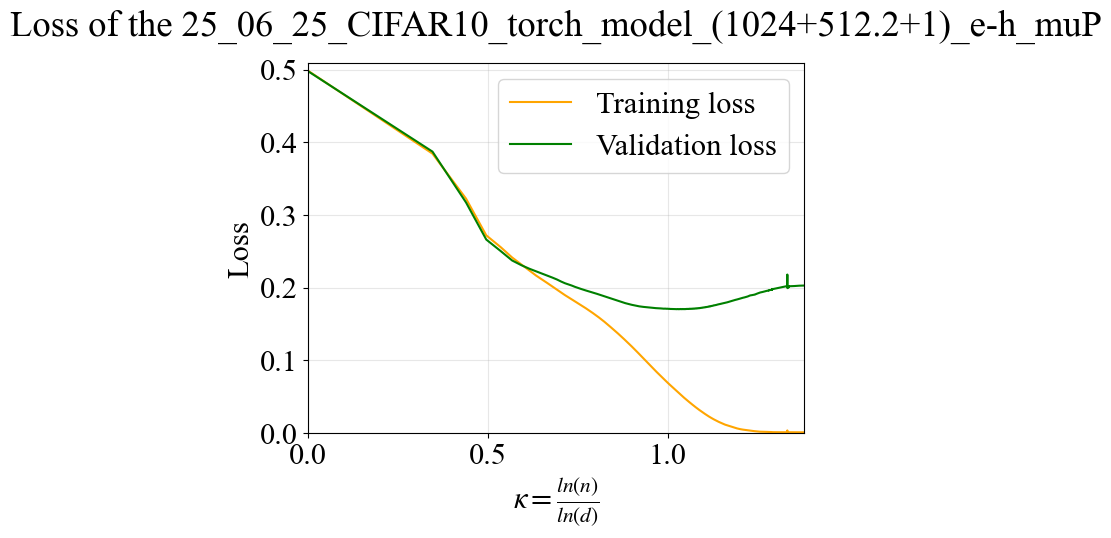 Loss of the 25_06_25_CIFAR10_torch_model_(1024+512.2+1)_e-h_muP
0.5
0.4
0.3
0.2
0.1
0.0
Loss
Training loss
Validation loss
0.0 0.5 1.0
κ = ln(n)/ln(d)